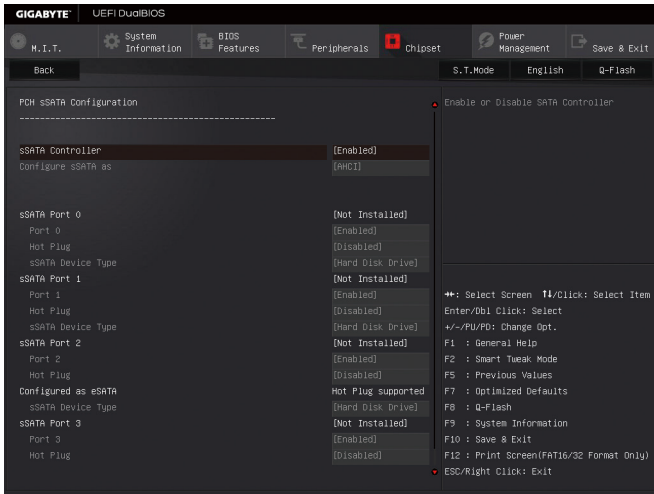 GIGABYTE™ UEFI DualBIOS
M.I.T.
System Information
BIOS Features
Peripherals
Chipset
Power Management
Save & Exit
Back S.T.Mode English Q-Flash
PCH sSATA Configuration
Enable or Disable SATA Controller
--------------------------------------------------
sSATA Controller [Enabled]
Configure sSATA as [AHCI]
sSATA Port 0 [Not Installed]
Port 0 [Enabled]
Hot Plug [Disabled]
sSATA Device Type [Hard Disk Drive]
sSATA Port 1 [Not Installed]
Port 1 [Enabled]
Hot Plug [Disabled]
sSATA Device Type [Hard Disk Drive]
sSATA Port 2 [Not Installed]
Port 2 [Enabled]
Hot Plug [Disabled]
Configured as eSATA Hot Plug supported
sSATA Device Type [Hard Disk Drive]
sSATA Port 3 [Not Installed]
Port 3 [Enabled]
Hot Plug [Disabled]
→←: Select Screen ↑↓/Click: Select Item
Enter/Dbl Click: Select
+/-/PU/PD: Change Opt.
F1 : General Help
F2 : Smart Tweak Mode
F5 : Previous Values
F7 : Optimized Defaults
F8 : Q-Flash
F9 : System Information
F10 : Save & Exit
F12 : Print Screen(FAT16/32 Format Only)
ESC/Right Click: Exit